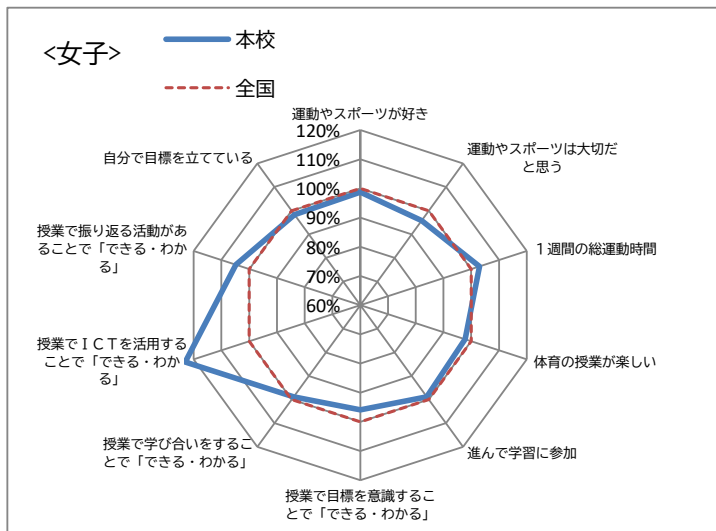 <女子>
本校
全国
運動やスポーツが好き
運動やスポーツは大切だ
と思う
１週間の総運動時間
体育の授業が楽しい
進んで学習に参加
授業で目標を意識するこ
とで「できる・わかる」
授業で学び合いをするこ
とで「できる・わかる」
授業でＩＣＴを活用する
ことで「できる・わか
る」
授業で振り返る活動があ
ることで「できる・わか
る」
自分で目標を立てている
120%
110%
100%
90%
80%
70%
60%